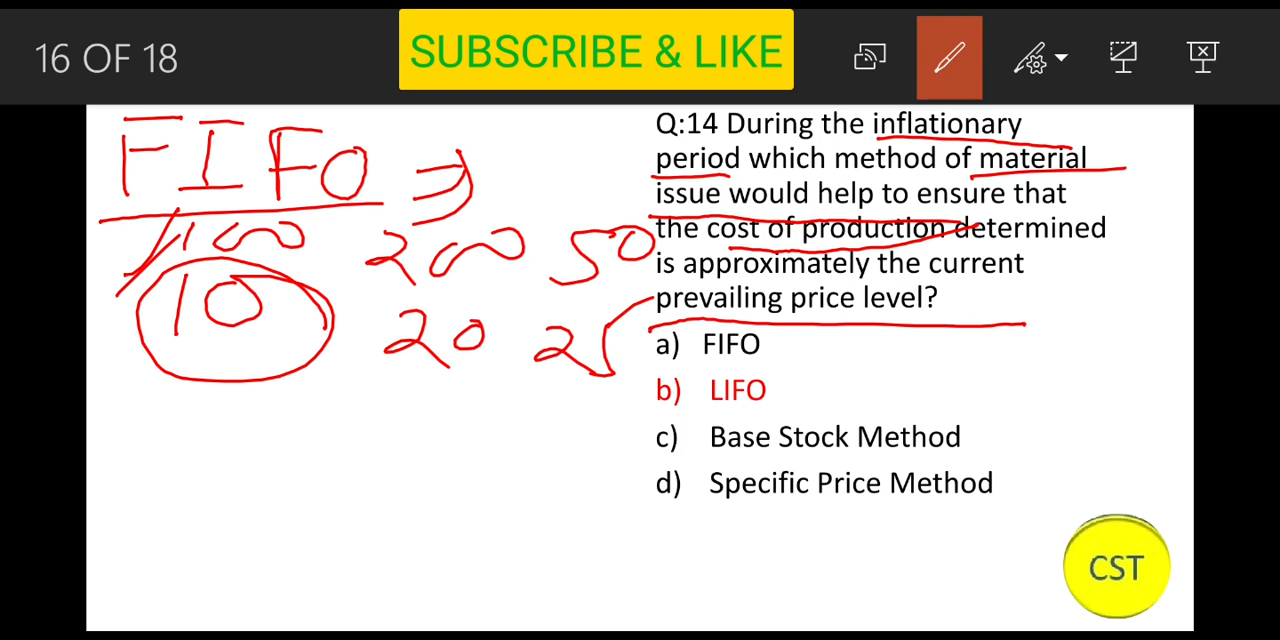 16 OF 18
SUBSCRIBE & LIKE
FIFO ⇒
100 200 50
10 20 25
Q:14 During the inflationary
period which method of material
issue would help to ensure that
the cost of production determined
is approximately the current
prevailing price level?
a) FIFO
b) LIFO
c) Base Stock Method
d) Specific Price Method
CST